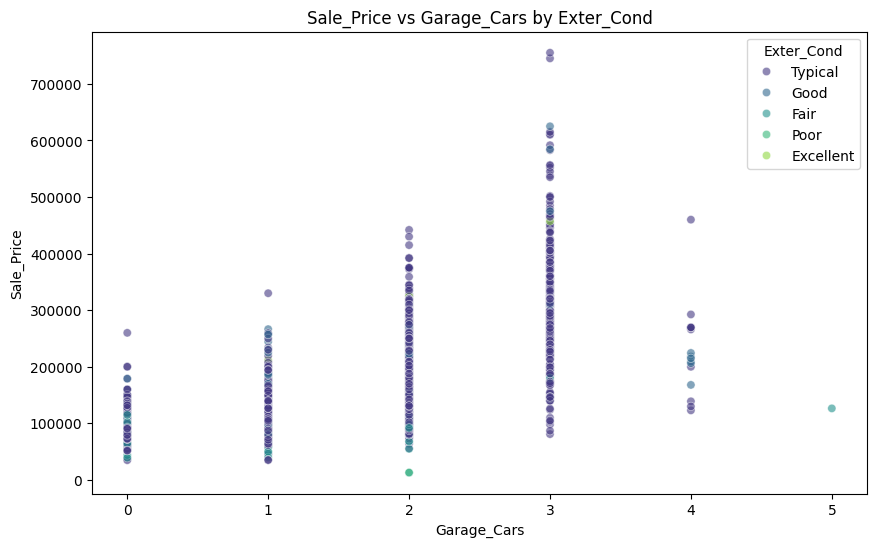 Sale_Price vs Garage_Cars by Exter_Cond
Exter_Cond
Typical
Good
Fair
Poor
Excellent
Sale_Price
700000
600000
500000
400000
300000
200000
100000
0
0 1 2 3 4 5
Garage_Cars